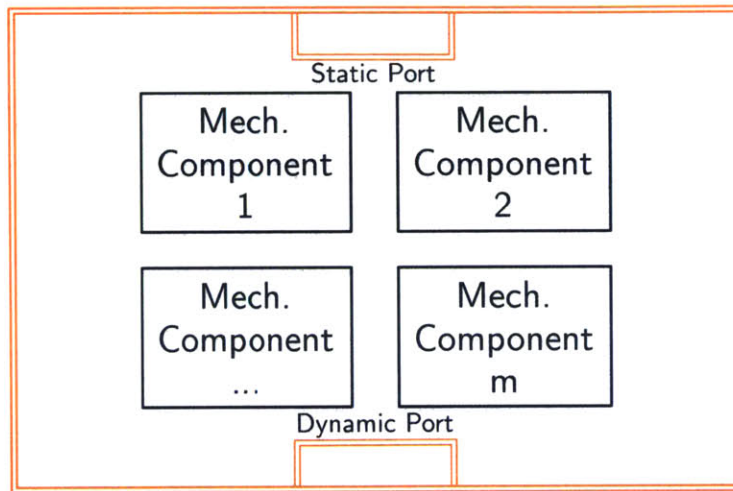 Static Port
Mech.
Component
1
Mech.
Component
2
Mech.
Component
...
Mech.
Component
m
Dynamic Port